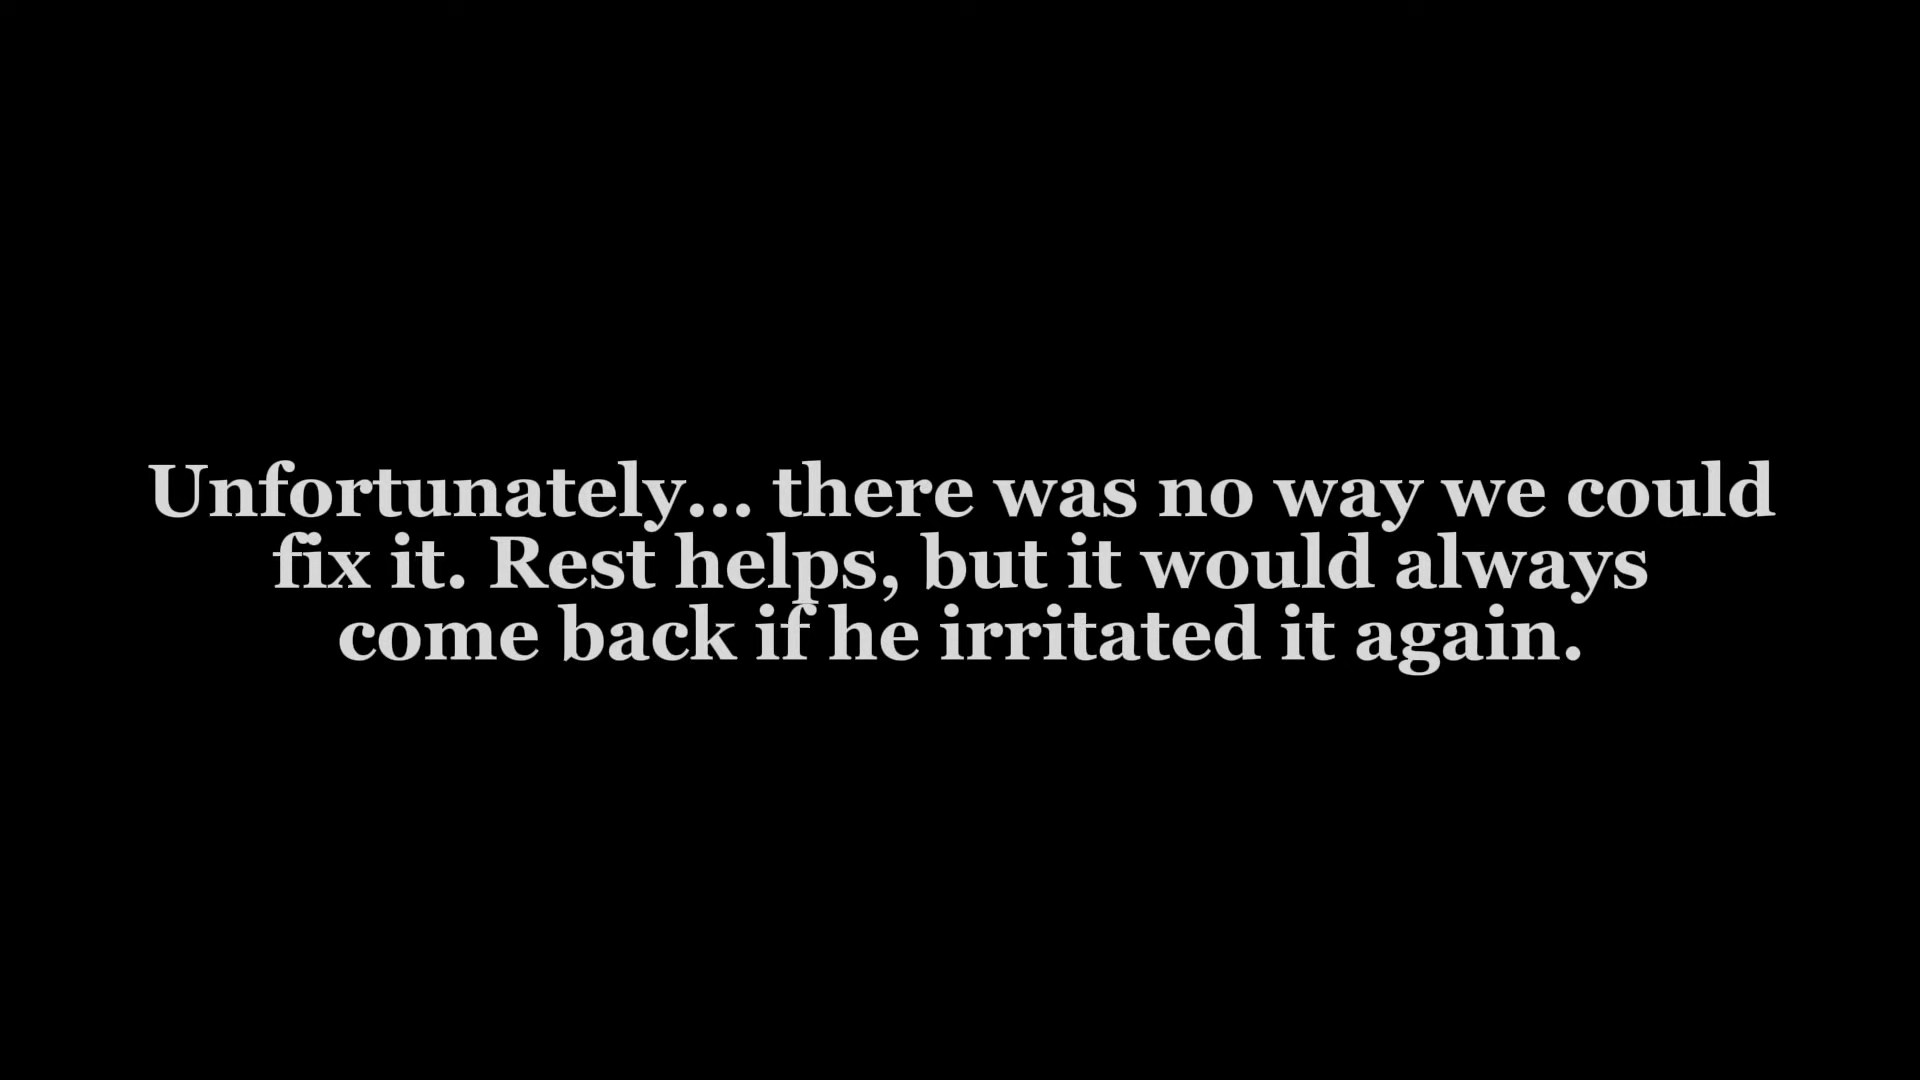 Unfortunately... there was no way we could
fix it. Rest helps, but it would always
come back if he irritated it again.